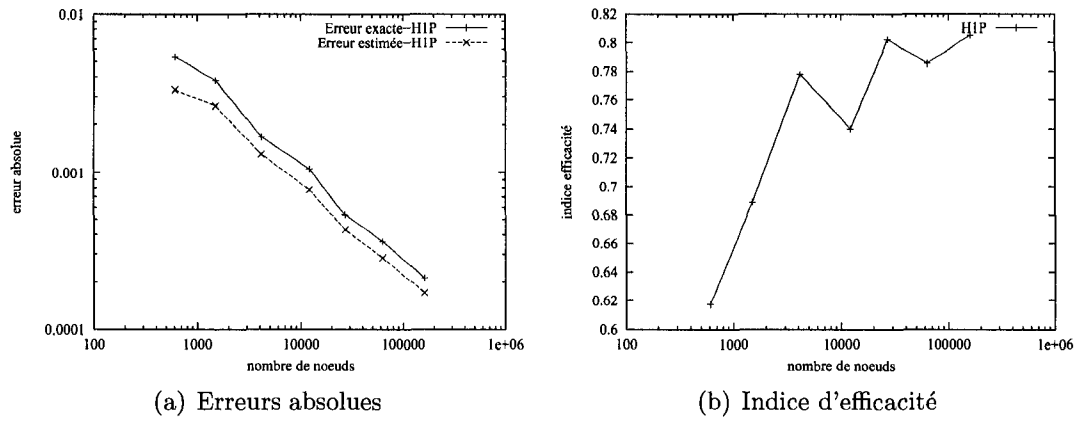 0.01
0.001
0.0001
100
1000
10000
100000
1e+06
erreur absolue
nombre de noeuds
Erreur exacte–H1P
Erreur estimée–H1P
(a) Erreurs absolues
0.82
0.8
0.78
0.76
0.74
0.72
0.7
0.68
0.66
0.64
0.62
0.6
100
1000
10000
100000
1e+06
indice efficacité
nombre de noeuds
H1P
(b) Indice d'efficacité